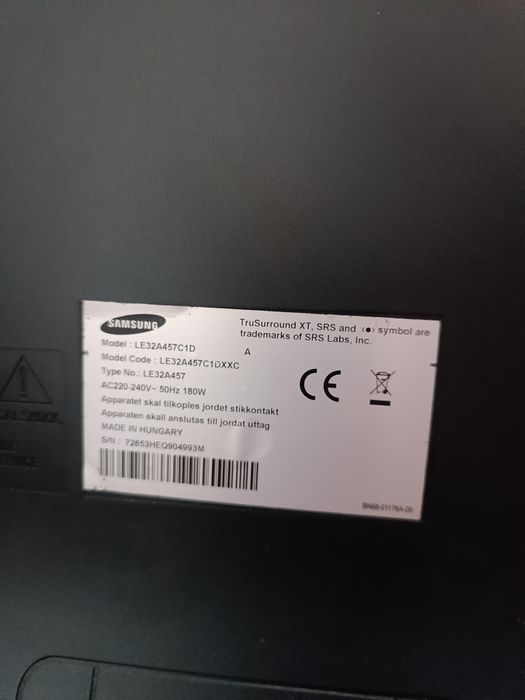 SAMSUNG
TruSurround XT, SRS and (●) symbol are
trademarks of SRS Labs, Inc.
Model : LE32A457C1D
A
Model Code : LE32A457C1DXXC
Type No.: LE32A457
AC220-240V~ 50Hz 180W
Apparatet skal tilkoples jordet stikkontakt
Apparaten skall anslutas till jordat uttag
MADE IN HUNGARY
S/N : 72653HEQ904993M
CE
BN68-01176A-00